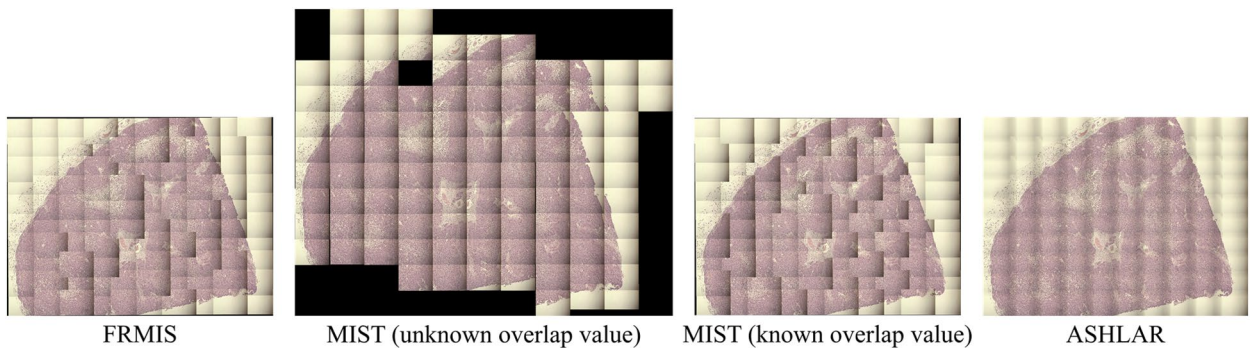 FRMIS
MIST (unknown overlap value)
MIST (known overlap value)
ASHLAR